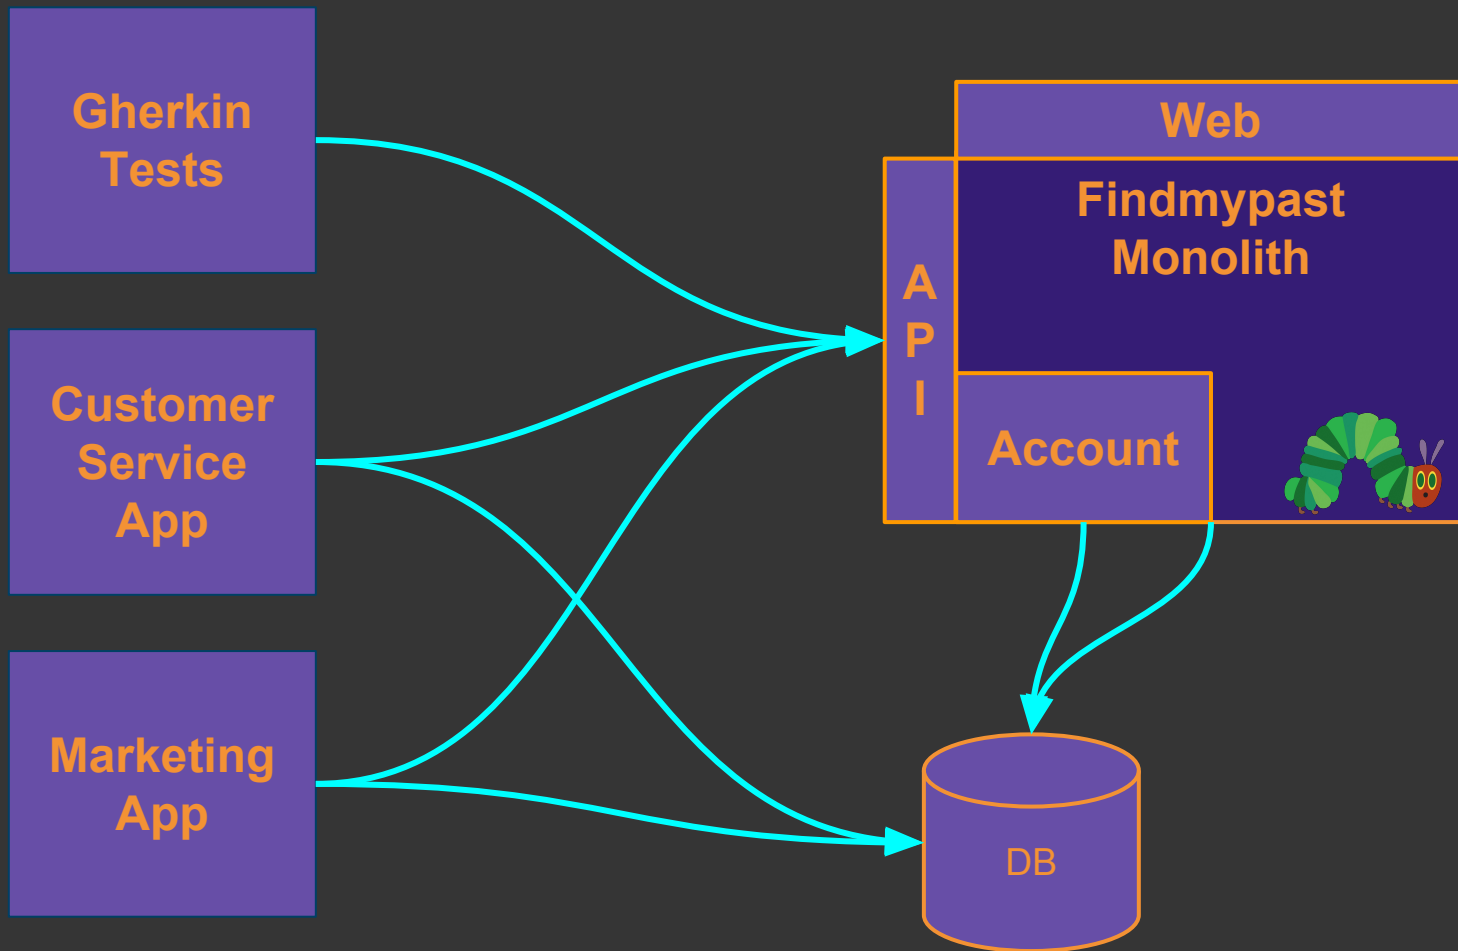 Gherkin
Tests
Customer
Service
App
Marketing
App
Web
Findmypast
Monolith
A
P
I
Account
DB